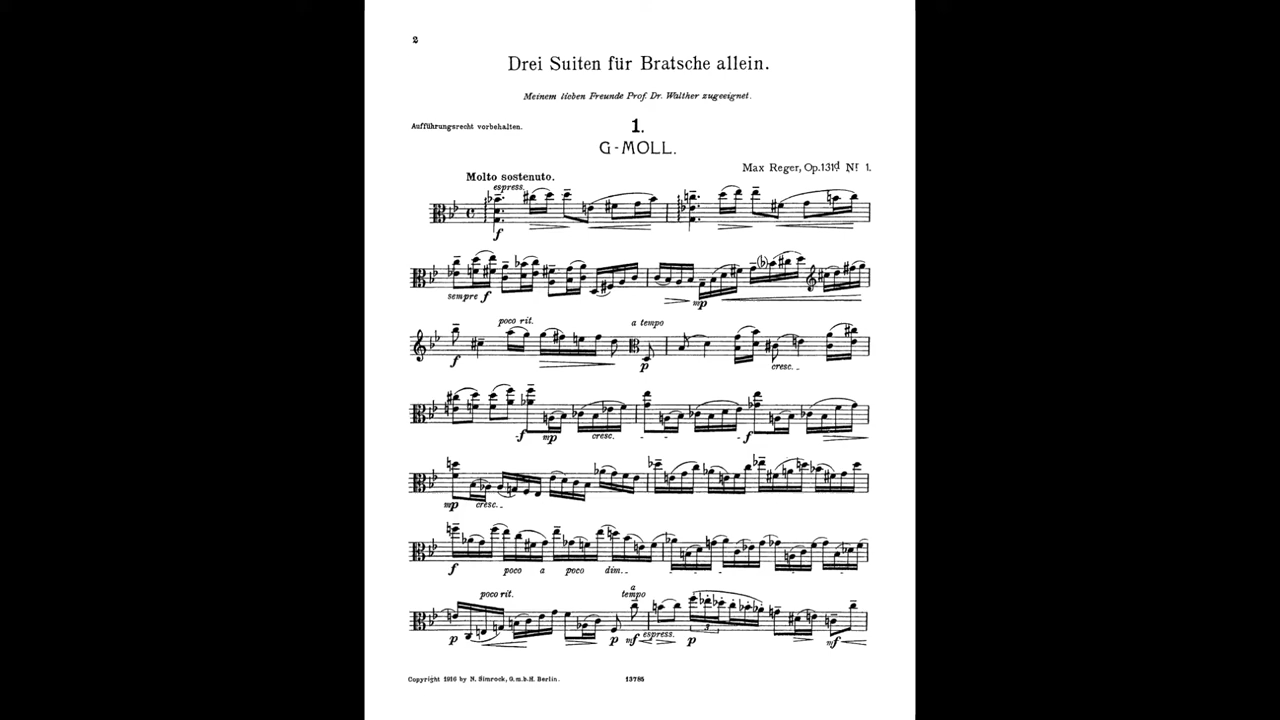 2
Drei Suiten für Bratsche allein.
Meinem lieben Freunde Prof. Dr. Walther zugeeignet.
Aufführungsrecht vorbehalten.
1.
G-MOLL.
Max Reger, Op.131d Nr 1.
Molto sostenuto.
espress.
f
sempre f
mp
poco rit.
a tempo
f
p
cresc.
f
mp
cresc.
f
mp
cresc.
f
poco a poco dim.
poco rit.
a tempo
p
p
mf
espress.
p
3
mf
Copyright 1916 by N. Simrock, G.m.b.H. Berlin.
13785